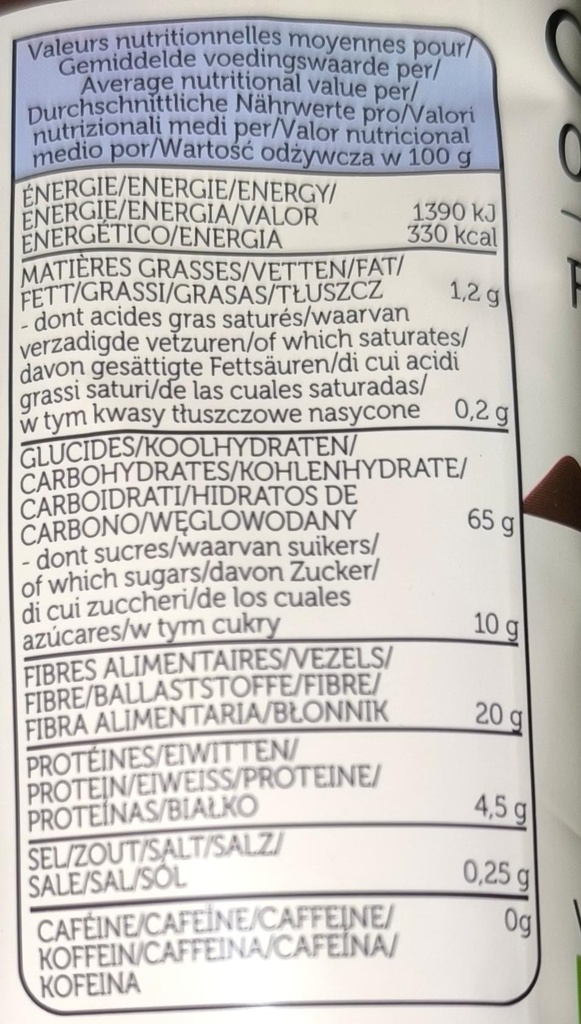 Valeurs nutritionnelles moyennes pour/
Gemiddelde voedingswaarde per/
Average nutritional value per/
Durchschnittliche Nährwerte pro/Valori
nutrizionali medi per/Valor nutricional
medio por/Wartość odżywcza w 100 g
ÉNERGIE/ENERGIE/ENERGY/
ENERGIE/ENERGIA/VALOR 1390 kJ
ENERGÉTICO/ENERGIA 330 kcal
MATIÈRES GRASSES/VETTEN/FAT/
FETT/GRASSI/GRASAS/TŁUSZCZ 1,2 g
- dont acides gras saturés/waarvan
verzadigde vetzuren/of which saturates/
davon gesättigte Fettsäuren/di cui acidi
grassi saturi/de las cuales saturadas/
w tym kwasy tłuszczowe nasycone 0,2 g
GLUCIDES/KOOLHYDRATEN/
CARBOHYDRATES/KOHLENHYDRATE/
CARBOIDRATI/HIDRATOS DE
CARBONO/WĘGLOWODANY 65 g
- dont sucres/waarvan suikers/
of which sugars/davon Zucker/
di cui zuccheri/de los cuales
azúcares/w tym cukry 10 g
FIBRES ALIMENTAIRES/VEZELS/
FIBRE/BALLASTSTOFFE/FIBRE/
FIBRA ALIMENTARIA/BŁONNIK 20 g
PROTÉINES/EIWITTEN/
PROTEIN/EIWEISS/PROTEINE/
PROTEÍNAS/BIAŁKO 4,5 g
SEL/ZOUT/SALT/SALZ/
SALE/SAL/SÓL 0,25 g
CAFÉINE/CAFEÏNE/CAFFEINE/ 0g
KOFFEIN/CAFFEINA/CAFEÍNA/
KOFEINA